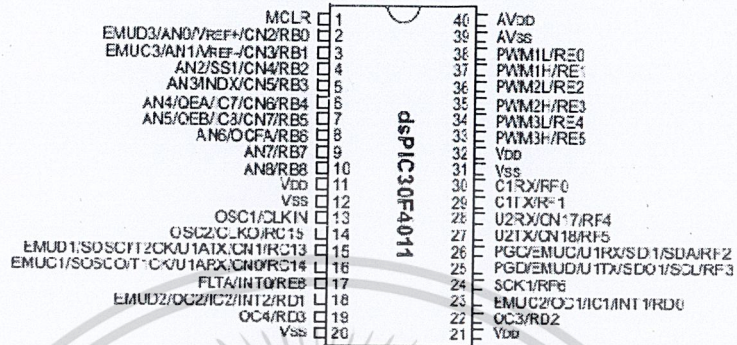 MCLR 1
EMUD3/AN0/VREF+/CN2/RB0 2
EMUC3/AN1/VREF-/CN3/RB1 3
AN2/SS1/CN4/RB2 4
AN3/INDX/CN5/RB3 5
AN4/QEA/IC7/CN6/RB4 6
AN5/QEB/IC8/CN7/RB5 7
AN6/OCFA/RB6 8
AN7/RB7 9
AN8/RB8 10
VDD 11
VSS 12
OSC1/CLKIN 13
OSC2/CLKO/RC15 14
EMUD1/SOSCI/T2CK/U1ATX/CN1/RC13 15
EMUC1/SOSCO/T1CK/U1ARX/CN0/RC14 16
FLTA/INT0/RE8 17
EMUD2/OC2/IC2/INT2/RD1 18
OC4/RD3 19
VSS 20
dsPIC30F4011
40 AVDD
39 AVSS
38 PWM1L/RE0
37 PWM1H/RE1
36 PWM2L/RE2
35 PWM2H/RE3
34 PWM3L/RE4
33 PWM3H/RE5
32 VDD
31 VSS
30 C1RX/RF0
29 C1TX/RF1
28 U2RX/CN17/RF4
27 U2TX/CN18/RF5
26 PGC/EMUC/U1RX/SDI1/SDA/RF2
25 PGD/EMUD/U1TX/SDO1/SCL/RF3
24 SCK1/RF6
23 EMUC2/OC1/IC1/INT1/RD0
22 OC3/RD2
21 VDD